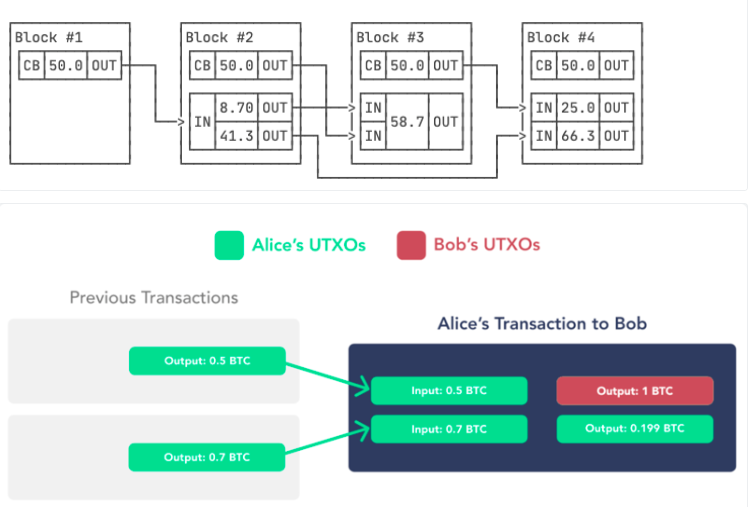 Block #1 Block #2 Block #3 Block #4
CB 50.0 OUT CB 50.0 OUT CB 50.0 OUT CB 50.0 OUT
IN 8.70 OUT IN 58.7 OUT IN 25.0 OUT
41.3 OUT IN IN 66.3 OUT
Alice's UTXOs Bob's UTXOs
Previous Transactions
Alice's Transaction to Bob
Output: 0.5 BTC
Input: 0.5 BTC Output: 1 BTC
Input: 0.7 BTC Output: 0.199 BTC
Output: 0.7 BTC